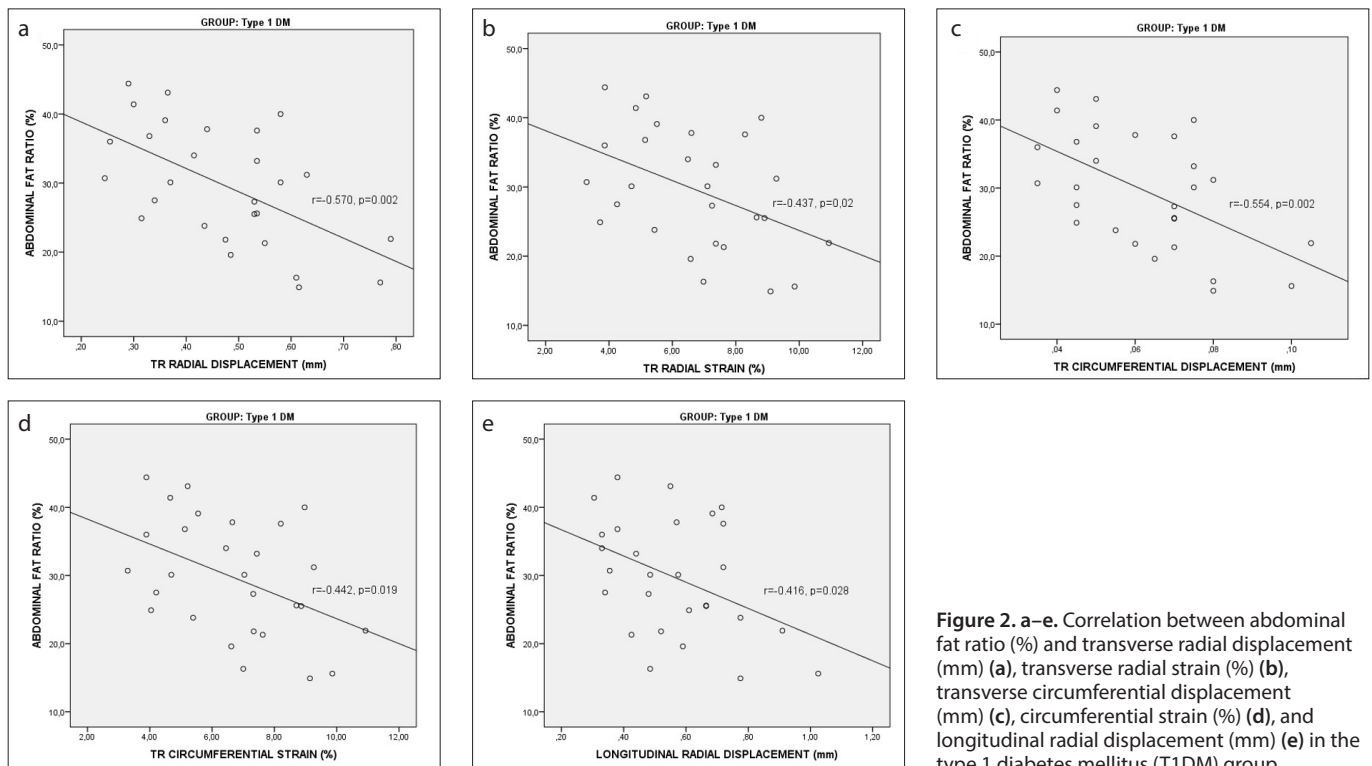 a
GROUP: Type 1 DM
50,0
40,0
30,0
20,0
10,0
ABDOMINAL FAT RATIO (%)
r=-0.570, p=0.002
,20 ,30 ,40 ,50 ,60 ,70 ,80
TR RADIAL DISPLACEMENT (mm)
b
GROUP: Type 1 DM
50,0
40,0
30,0
20,0
10,0
ABDOMINAL FAT RATIO (%)
r=-0.437, p=0,02
2,00 4,00 6,00 8,00 10,00 12,00
TR RADIAL STRAIN (%)
c
GROUP: Type 1 DM
50,0
40,0
30,0
20,0
10,0
ABDOMINAL FAT RATIO (%)
r=-0.554, p=0.002
,04 ,06 ,08 ,10
TR CIRCUMFERENTIAL DISPLACEMENT (mm)
d
GROUP: Type 1 DM
50,0
40,0
30,0
20,0
10,0
ABDOMINAL FAT RATIO (%)
r=-0.442, p=0.019
2,00 4,00 6,00 8,00 10,00 12,00
TR CIRCUMFERENTIAL STRAIN (%)
e
GROUP: Type 1 DM
50,0
40,0
30,0
20,0
10,0
ABDOMINAL FAT RATIO (%)
r=-0.416, p=0.028
,20 ,40 ,60 ,80 1,00 1,20
LONGITUDINAL RADIAL DISPLACEMENT (mm)
Figure 2. a–e. Correlation between abdominal
fat ratio (%) and transverse radial displacement
(mm) (a), transverse radial strain (%) (b),
transverse circumferential displacement
(mm) (c), circumferential strain (%) (d), and
longitudinal radial displacement (mm) (e) in the
type 1 diabetes mellitus (T1DM) group